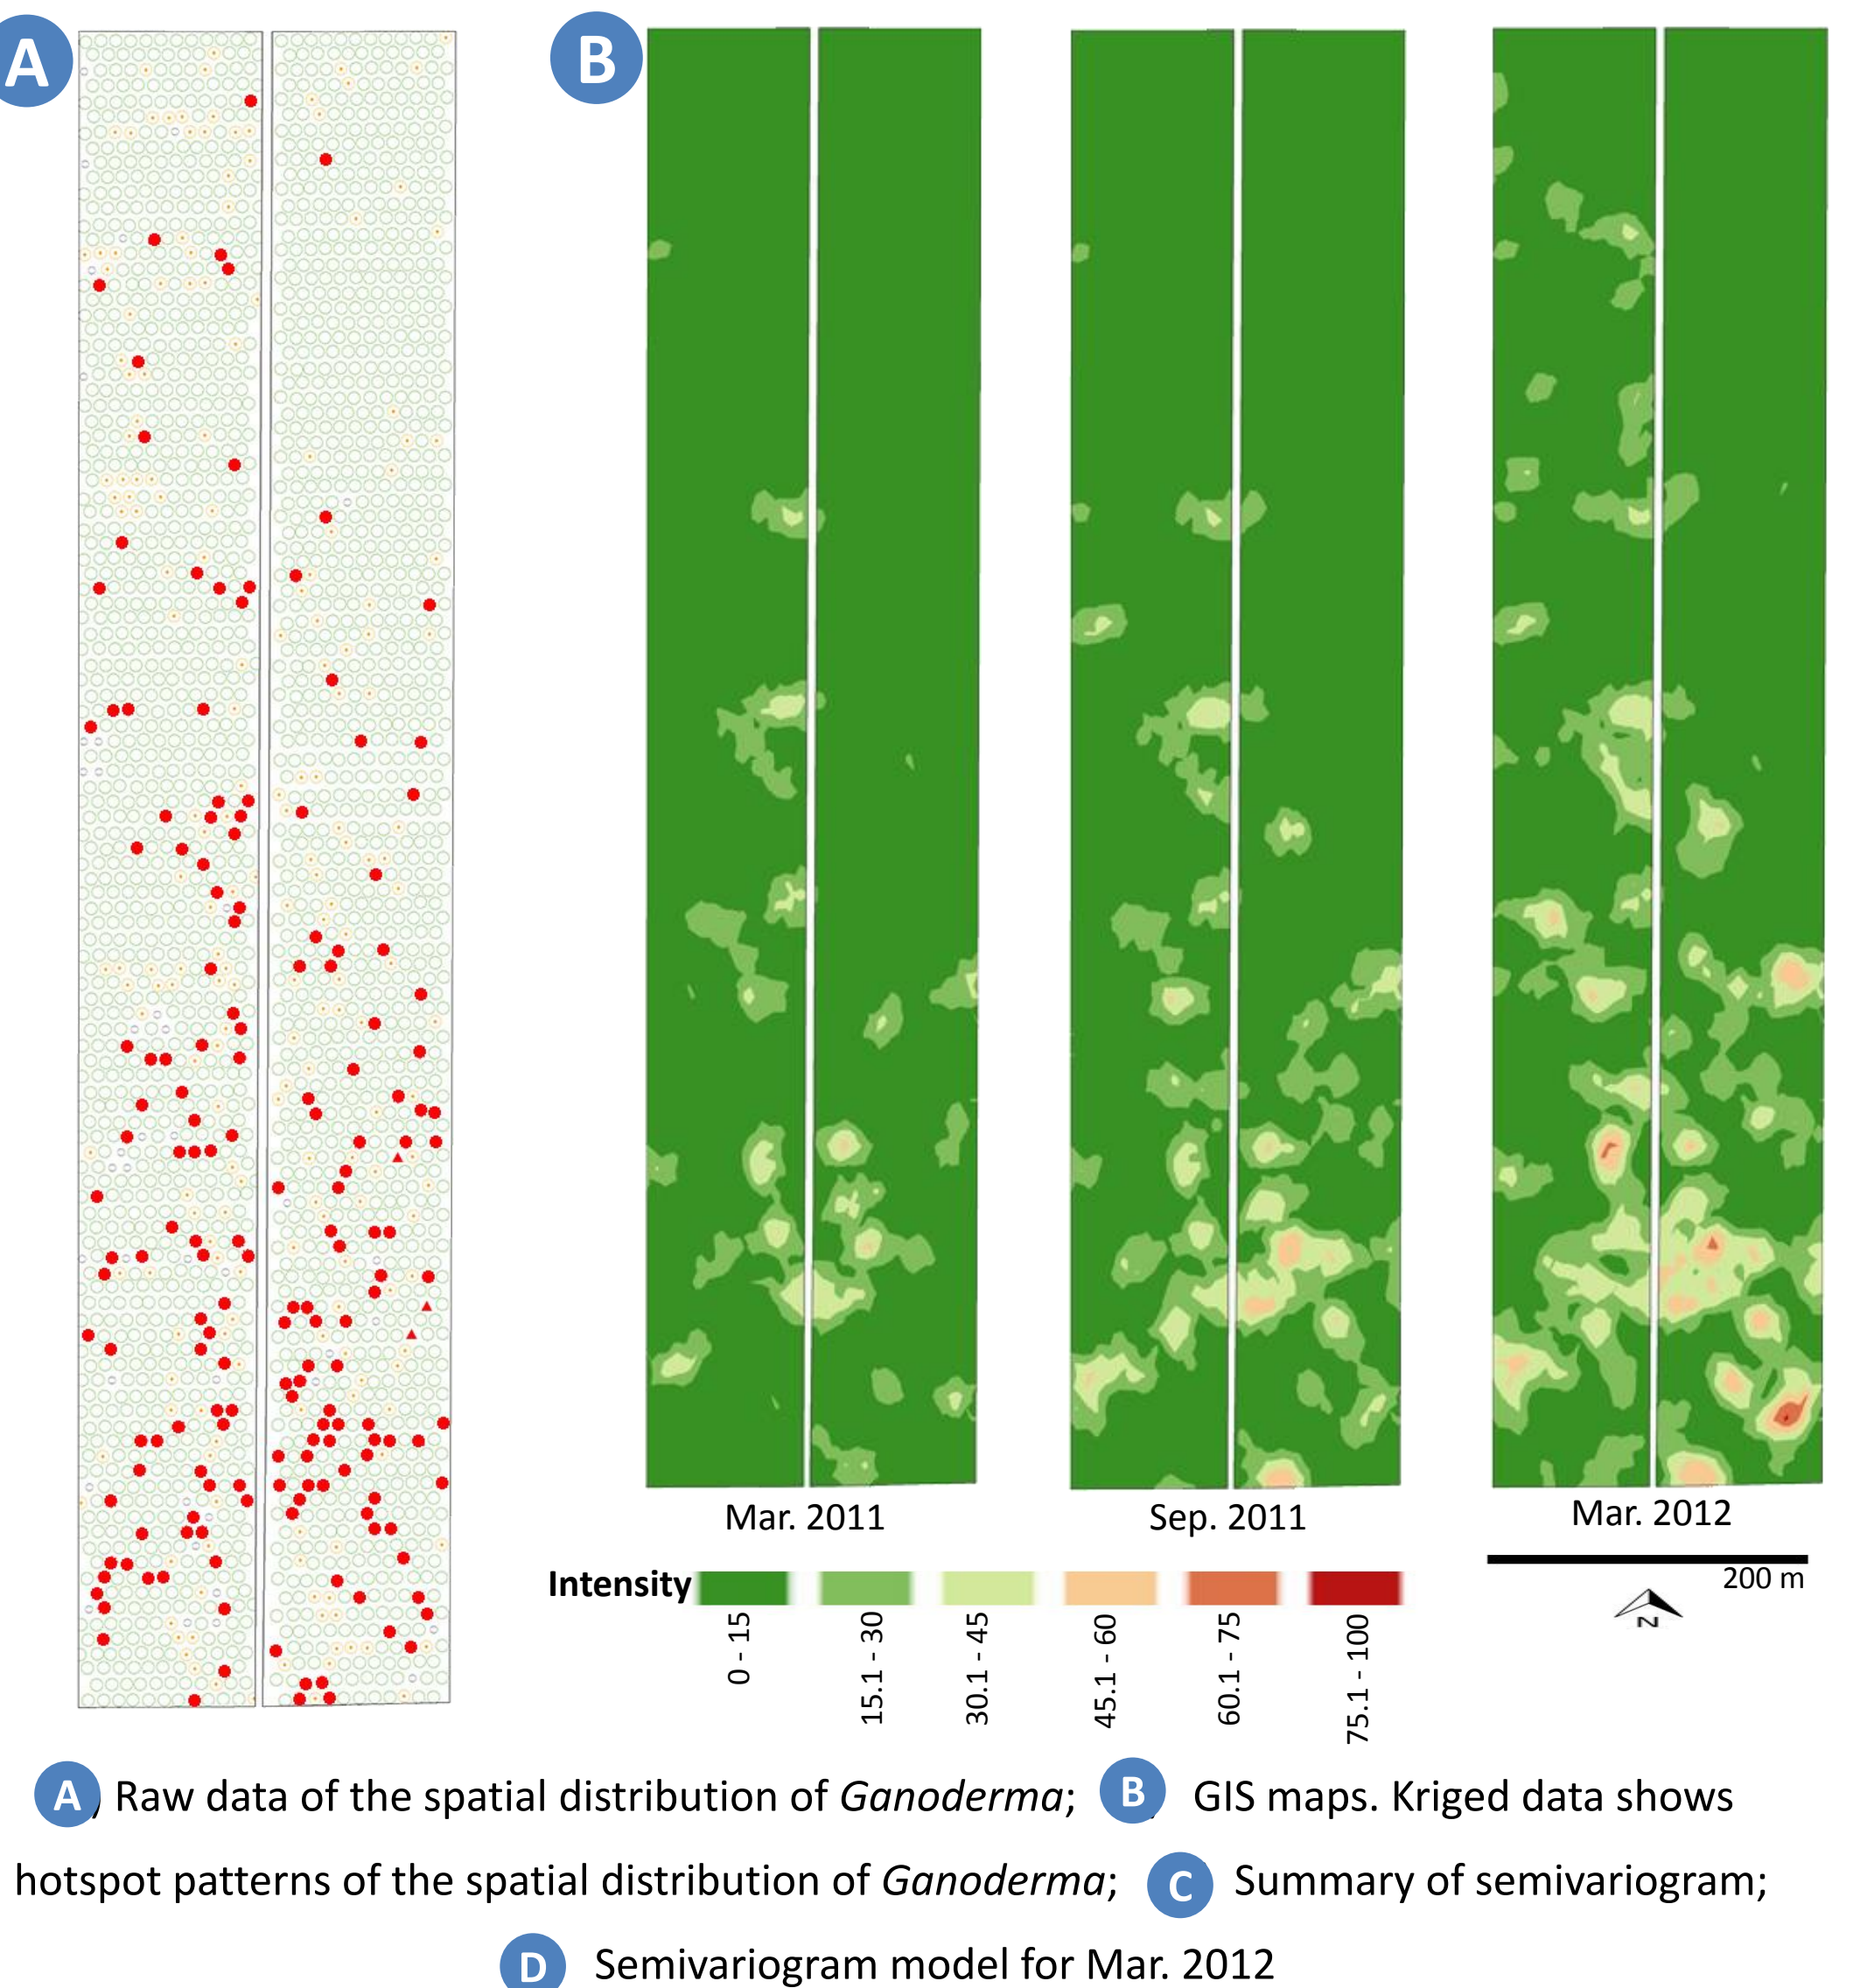 A
B
Mar. 2011
Sep. 2011
Mar. 2012
Intensity
0 - 15
15.1 - 30
30.1 - 45
45.1 - 60
60.1 - 75
75.1 - 100
200 m
N
A Raw data of the spatial distribution of Ganoderma; B GIS maps. Kriged data shows
hotspot patterns of the spatial distribution of Ganoderma; C Summary of semivariogram;
D Semivariogram model for Mar. 2012